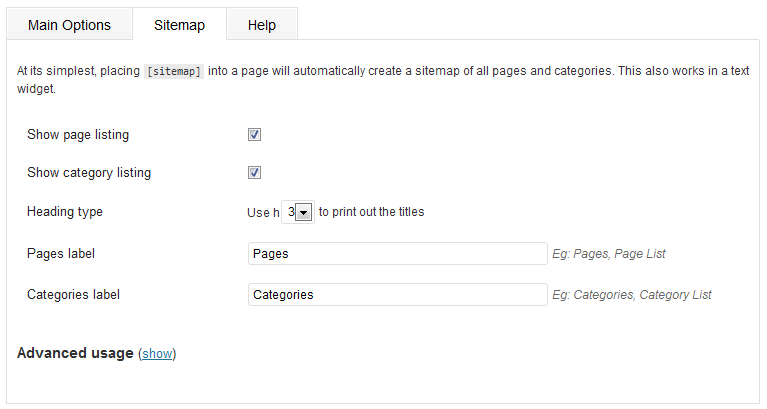 Main Options
Sitemap
Help
At its simplest, placing [sitemap] into a page will automatically create a sitemap of all pages and categories. This also works in a text
widget.
Show page listing
Show category listing
Heading type
Use h 3 to print out the titles
Pages label
Pages
Eg: Pages, Page List
Categories label
Categories
Eg: Categories, Category List
Advanced usage (show)